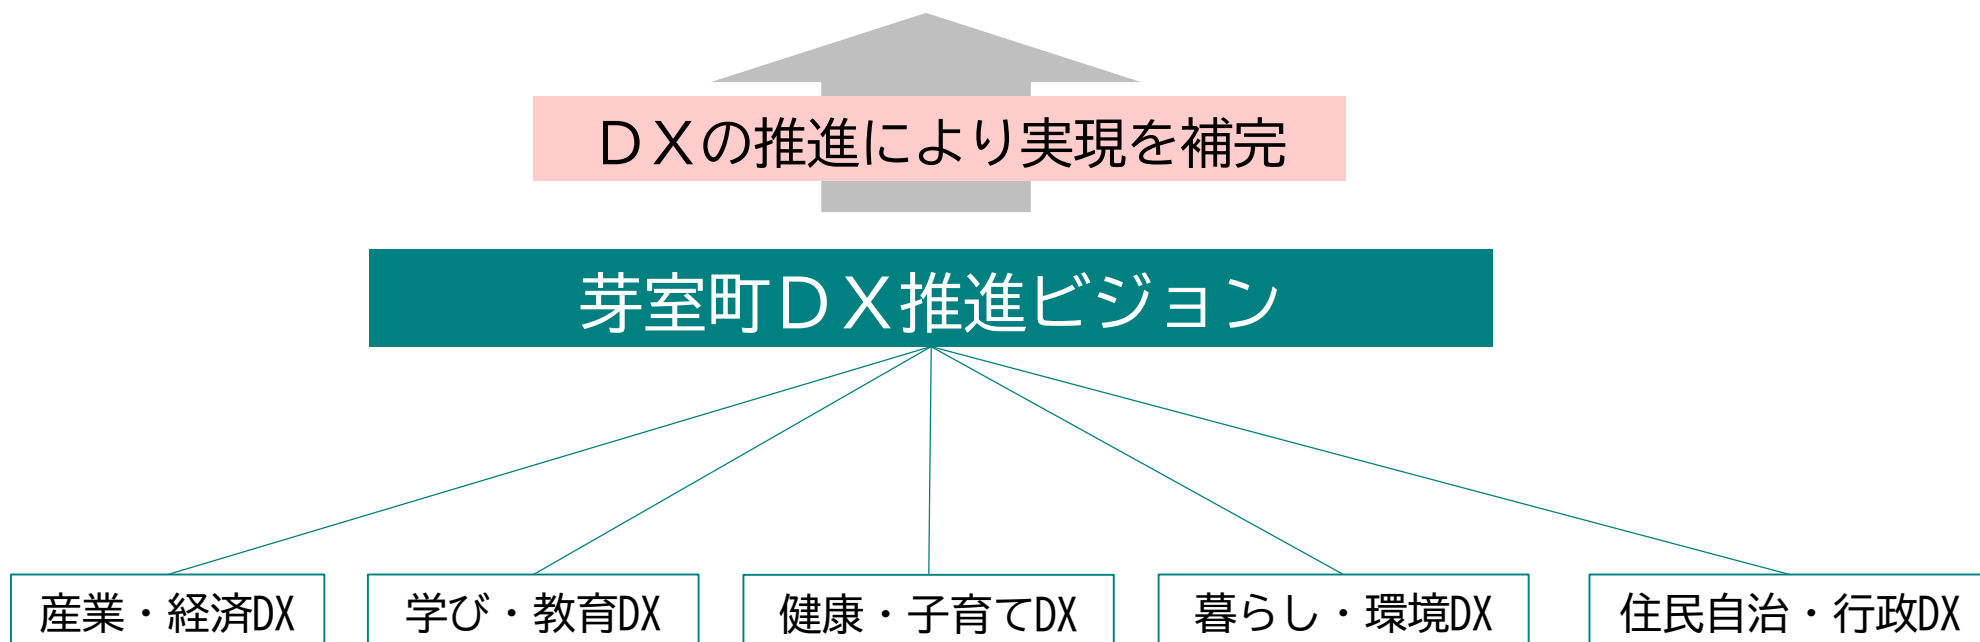 ＤＸの推進により実現を補完
芽室町ＤＸ推進ビジョン
産業・経済DX
学び・教育DX
健康・子育てDX
暮らし・環境DX
住民自治・行政DX